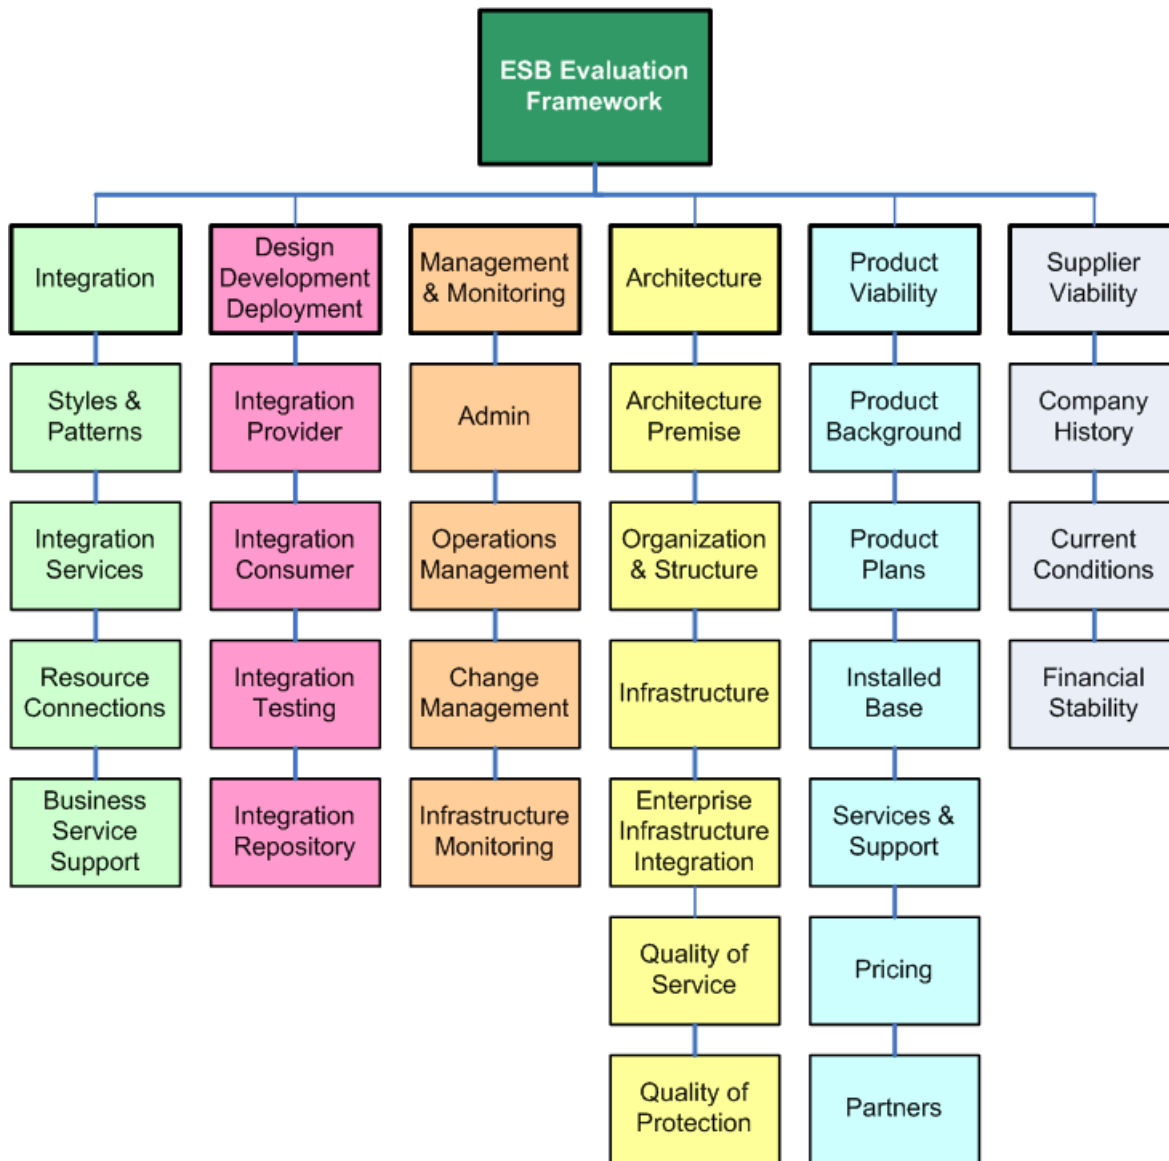 ESB Evaluation
Framework
Integration
Design
Development
Deployment
Management
& Monitoring
Architecture
Product
Viability
Supplier
Viability
Styles &
Patterns
Integration
Provider
Admin
Architecture
Premise
Product
Background
Company
History
Integration
Services
Integration
Consumer
Operations
Management
Organization
& Structure
Product
Plans
Current
Conditions
Resource
Connections
Integration
Testing
Change
Management
Infrastructure
Installed
Base
Financial
Stability
Business
Service
Support
Integration
Repository
Infrastructure
Monitoring
Enterprise
Infrastructure
Integration
Services &
Support
Quality of
Service
Pricing
Quality of
Protection
Partners